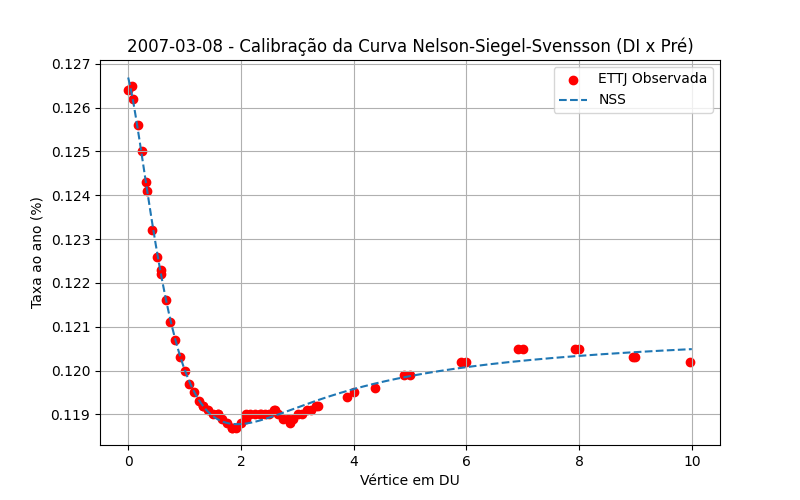 2007-03-08 - Calibração da Curva Nelson-Siegel-Svensson (DI x Pré)
ETTJ Observada
NSS
Taxa ao ano (%)
0.127
0.126
0.125
0.124
0.123
0.122
0.121
0.120
0.119
0 2 4 6 8 10
Vértice em DU